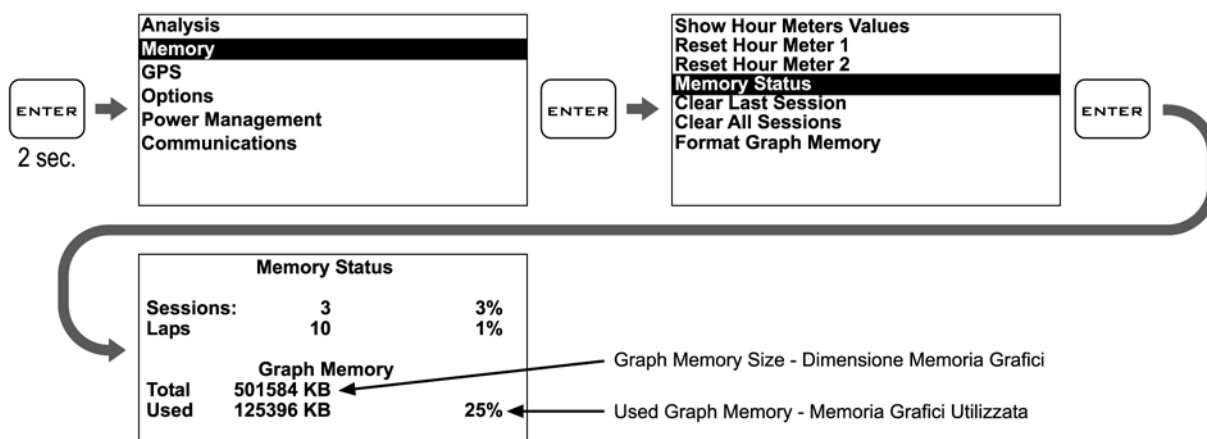 Analysis
Memory
GPS
Options
Power Management
Communications
ENTER
2 sec.
ENTER
Show Hour Meters Values
Reset Hour Meter 1
Reset Hour Meter 2
Memory Status
Clear Last Session
Clear All Sessions
Format Graph Memory
ENTER
Memory Status
Sessions: 3 3%
Laps 10 1%
Graph Memory
Total 501584 KB
Used 125396 KB 25%
Graph Memory Size - Dimensione Memoria Grafici
Used Graph Memory - Memoria Grafici Utilizzata